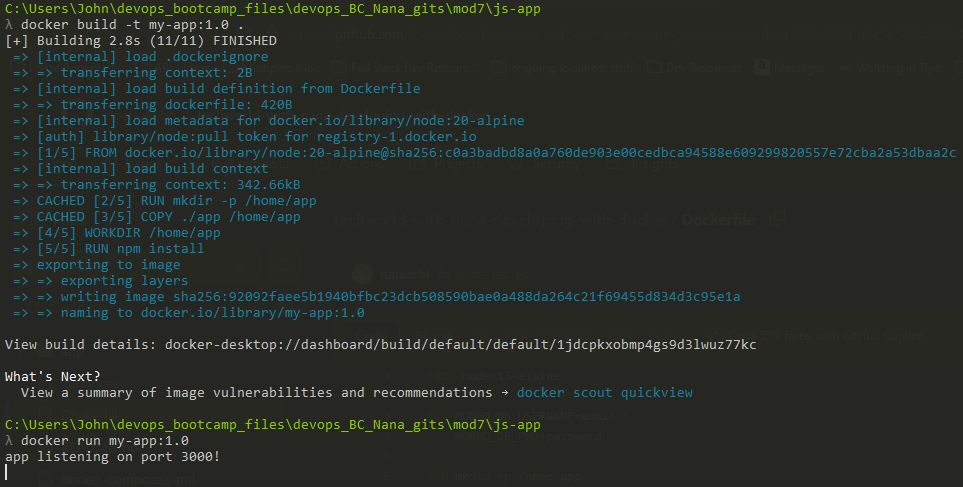 C:\Users\John\devops_bootcamp_files\devops_BC_Nana_gits\mod7\js-app
λ docker build -t my-app:1.0 .
[+] Building 2.8s (11/11) FINISHED
=> [internal] load .dockerignore
=> => transferring context: 2B
=> [internal] load build definition from Dockerfile
=> => transferring dockerfile: 420B
=> [internal] load metadata for docker.io/library/node:20-alpine
=> [auth] library/node:pull token for registry-1.docker.io
=> [1/5] FROM docker.io/library/node:20-alpine@sha256:c0a3badbd8a0a760de903e00cedbca94588e609299820557e72cba2a53dbaa2c
=> [internal] load build context
=> => transferring context: 342.66kB
=> CACHED [2/5] RUN mkdir -p /home/app
=> CACHED [3/5] COPY ./app /home/app
=> [4/5] WORKDIR /home/app
=> [5/5] RUN npm install
=> exporting to image
=> => exporting layers
=> => writing image sha256:92092faee5b1940bfbc23dcb508590bae0a488da264c21f69455d834d3c95e1a
=> => naming to docker.io/library/my-app:1.0
View build details: docker-desktop://dashboard/build/default/default/1jdcpkxobmp4gs9d3lwuz77kc
What's Next?
View a summary of image vulnerabilities and recommendations → docker scout quickview
C:\Users\John\devops_bootcamp_files\devops_BC_Nana_gits\mod7\js-app
λ docker run my-app:1.0
app listening on port 3000!